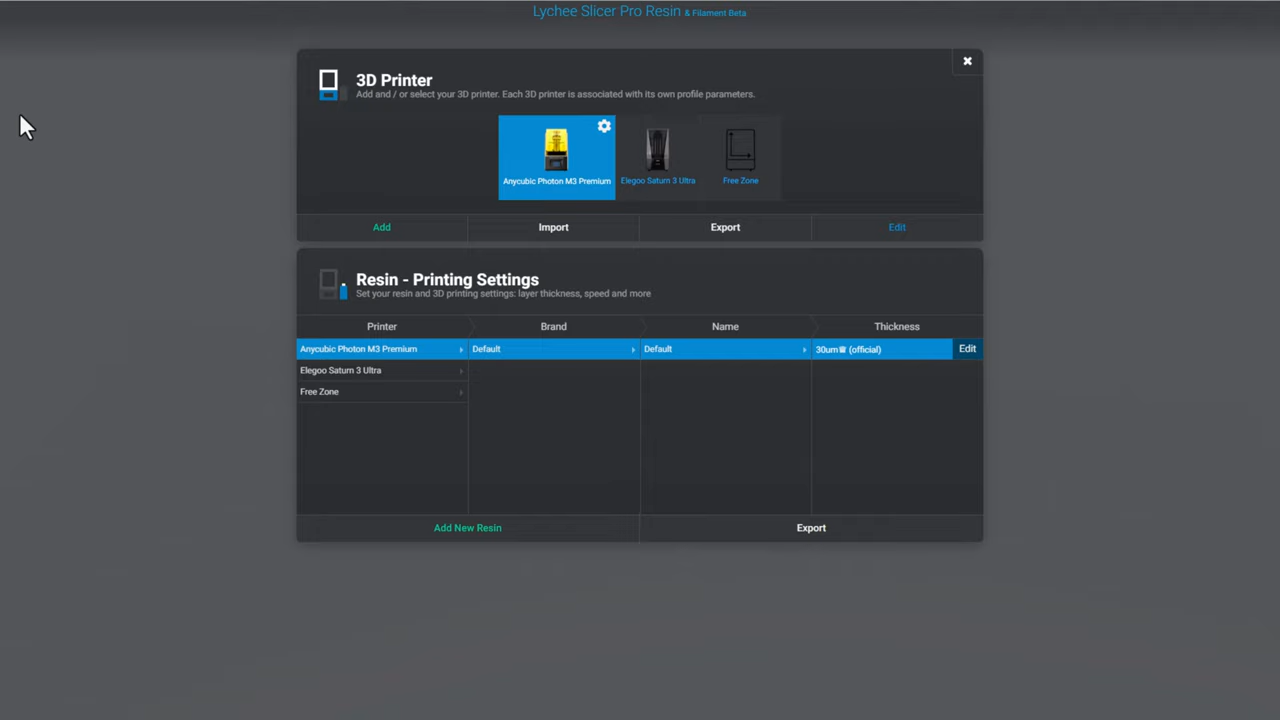 Lychee Slicer Pro Resin & Filament Beta
3D Printer
Add and / or select your 3D printer. Each 3D printer is associated with its own profile parameters.
Anycubic Photon M3 Premium
Elegoo Saturn 3 Ultra
Free Zone
Add
Import
Export
Edit
Resin - Printing Settings
Set your resin and 3D printing settings: layer thickness, speed and more
Printer
Brand
Name
Thickness
Anycubic Photon M3 Premium
Default
Default
30um♛ (official)
Edit
Elegoo Saturn 3 Ultra
Free Zone
Add New Resin
Export